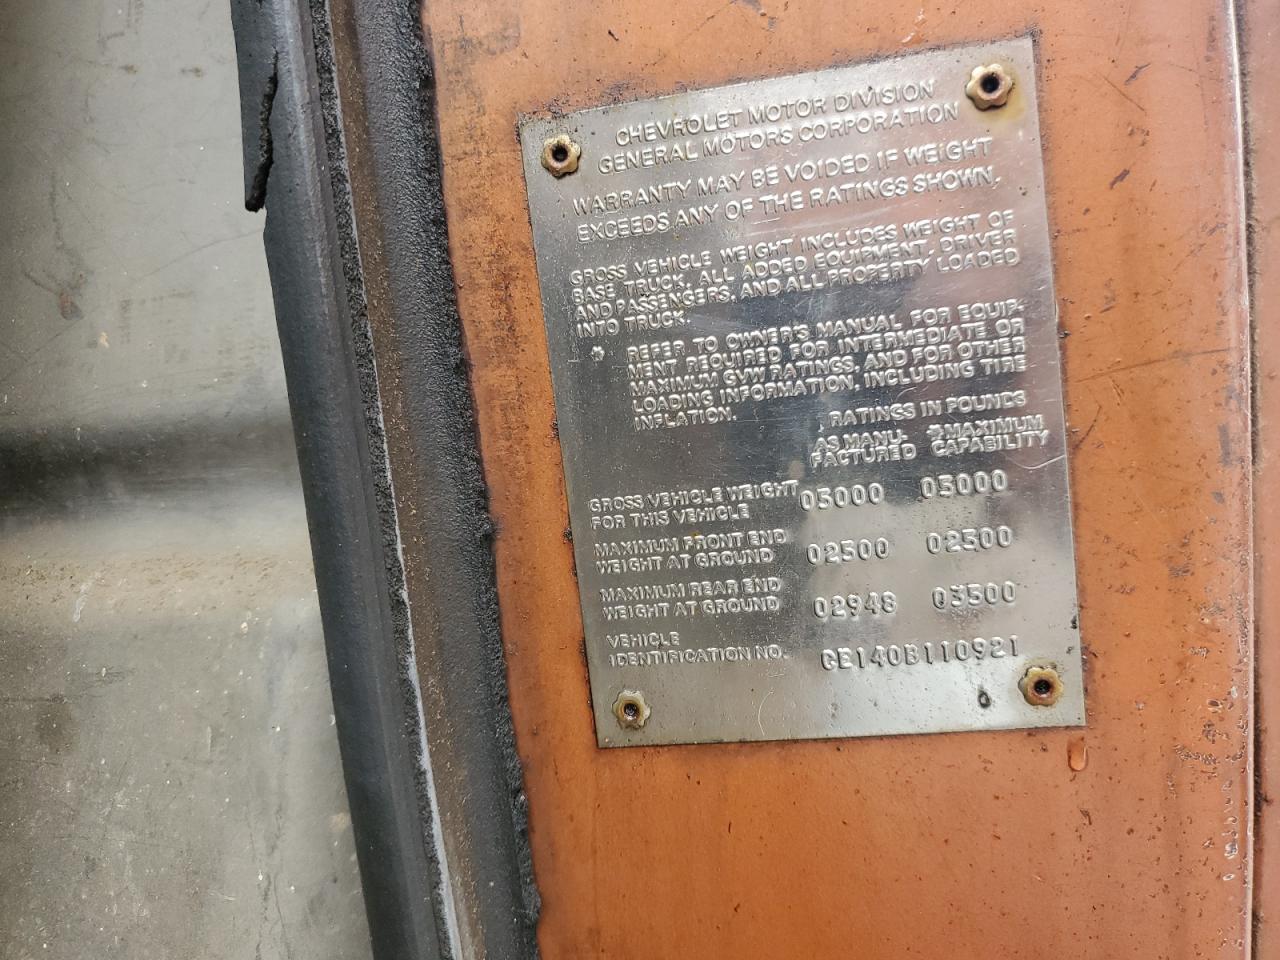 CHEVROLET MOTOR DIVISION
GENERAL MOTORS CORPORATION
WARRANTY MAY BE VOIDED IF WEIGHT
EXCEEDS ANY OF THE RATINGS SHOWN.
GROSS VEHICLE WEIGHT INCLUDES WEIGHT OF
BASE TRUCK, ALL ADDED EQUIPMENT, DRIVER
AND PASSENGERS, AND ALL PROPERTY LOADED
INTO TRUCK.
* REFER TO OWNER'S MANUAL FOR EQUIP-
MENT REQUIRED FOR INTERMEDIATE OR
MAXIMUM GVW RATINGS, AND FOR OTHER
LOADING INFORMATION, INCLUDING TIRE
INFLATION.
RATINGS IN POUNDS
AS MANU- *MAXIMUM
FACTURED CAPABILITY
GROSS VEHICLE WEIGHT 05000 05000
FOR THIS VEHICLE
MAXIMUM FRONT END
WEIGHT AT GROUND 02500 02500
MAXIMUM REAR END
WEIGHT AT GROUND 02948 03500
VEHICLE
IDENTIFICATION NO. CE140B110921